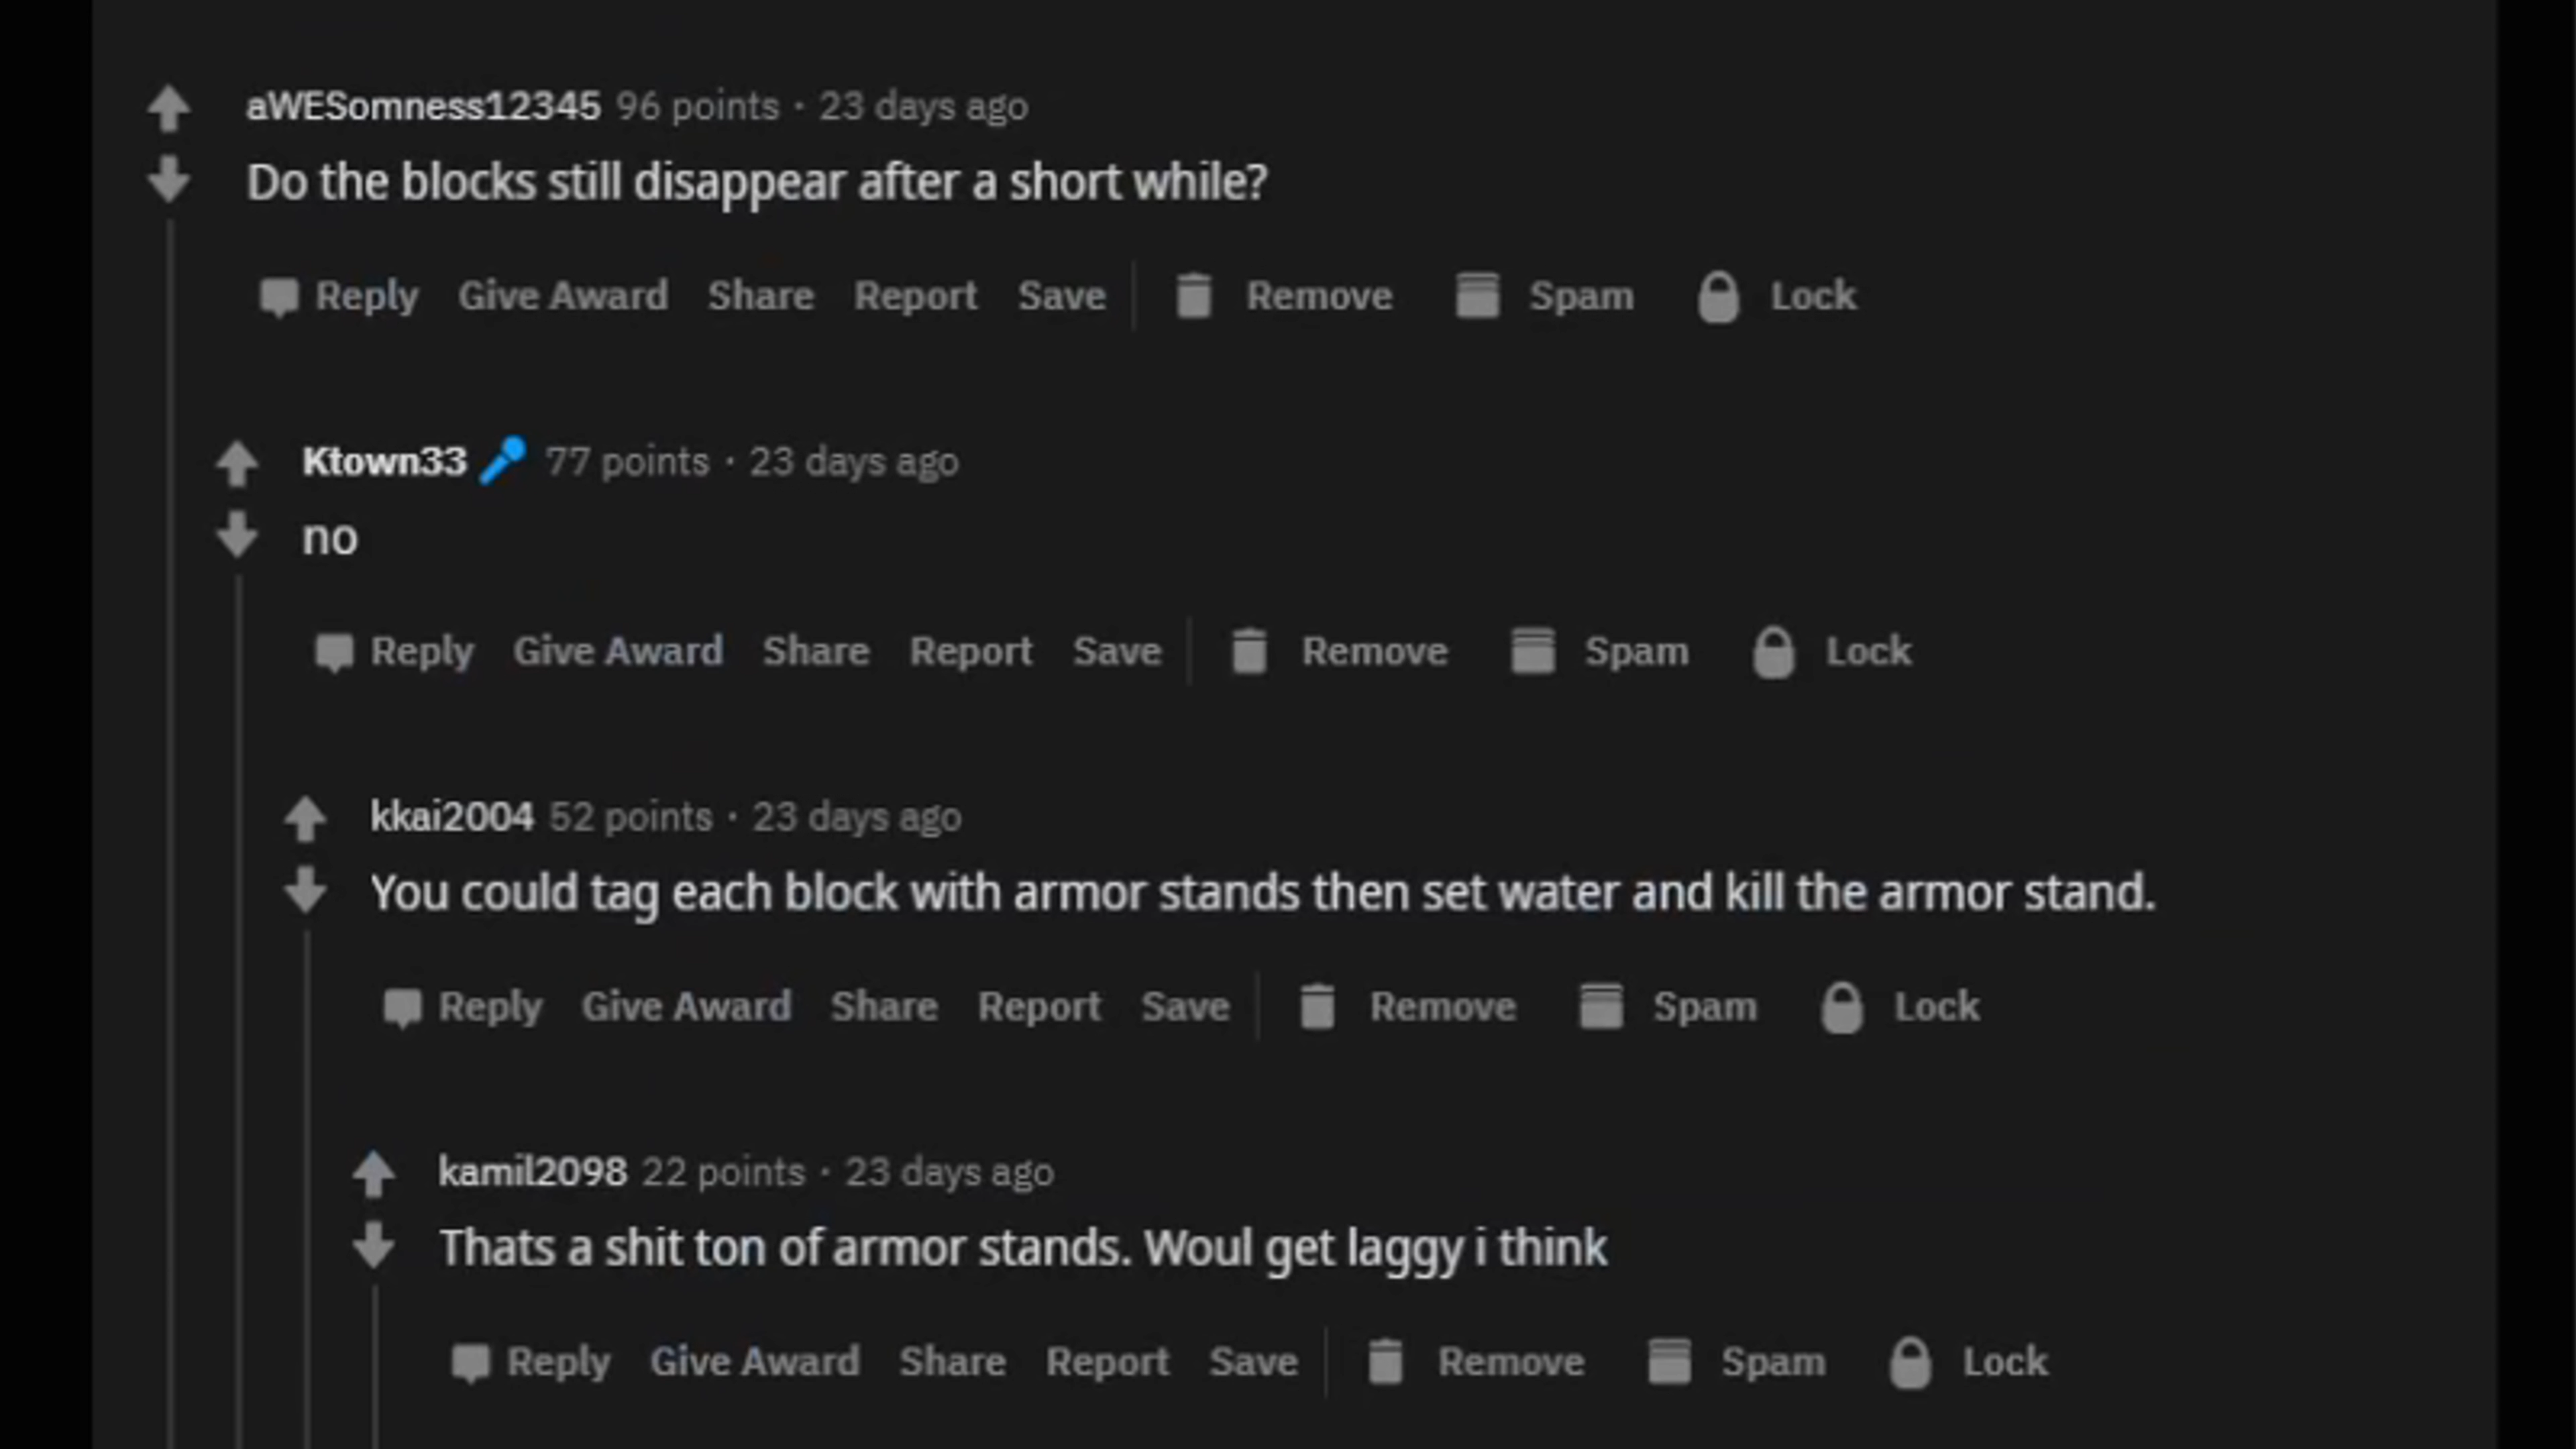 aWESomness12345 96 points · 23 days ago
Do the blocks still disappear after a short while?
Reply Give Award Share Report Save Remove Spam Lock
Ktown33 77 points · 23 days ago
no
Reply Give Award Share Report Save Remove Spam Lock
kkai2004 52 points · 23 days ago
You could tag each block with armor stands then set water and kill the armor stand.
Reply Give Award Share Report Save Remove Spam Lock
kamil2098 22 points · 23 days ago
Thats a shit ton of armor stands. Woul get laggy i think
Reply Give Award Share Report Save Remove Spam Lock